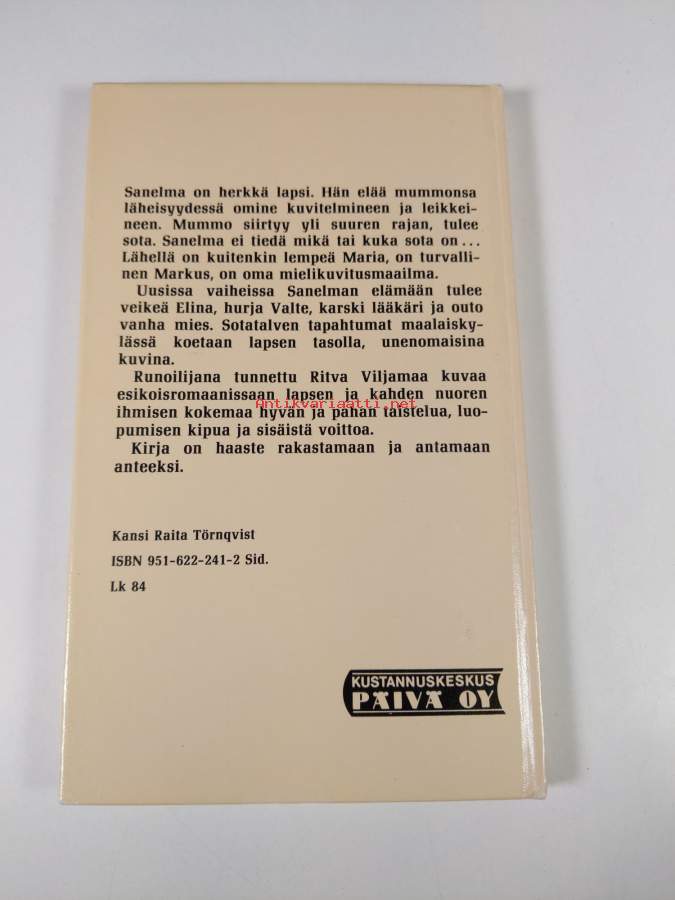 Sanelma on herkkä lapsi. Hän elää mummonsa
läheisyydessä omine kuvitelmineen ja leikkei-
neen. Mummo siirtyy yli suuren rajan, tulee
sota. Sanelma ei tiedä mikä tai kuka sota on...
Lähellä on kuitenkin lempeä Maria, on turvalli-
nen Markus, on oma mielikuvitusmaailma.
Uusissa vaiheissa Sanelman elämään tulee
veikeä Elina, hurja Valte, karski lääkäri ja outo
vanha mies. Sotatalven tapahtumat maalaisky-
lässä koetaan lapsen tasolla, unenomaisina
kuvina.
Runoilijana tunnettu Ritva Viljamaa kuvaa
esikoisromaanissaan lapsen ja kahden nuoren
Antikvariaatti.net
ihmisen kokemaa hyvän ja pahan taistelua, luo-
pumisen kipua ja sisäistä voittoa.
Kirja on haaste rakastamaan ja antamaan
anteeksi.
Kansi Raita Törnqvist
ISBN 951-622-241-2 Sid.
Lk 84
KUSTANNUSKESKUS
PÄIVÄ OY